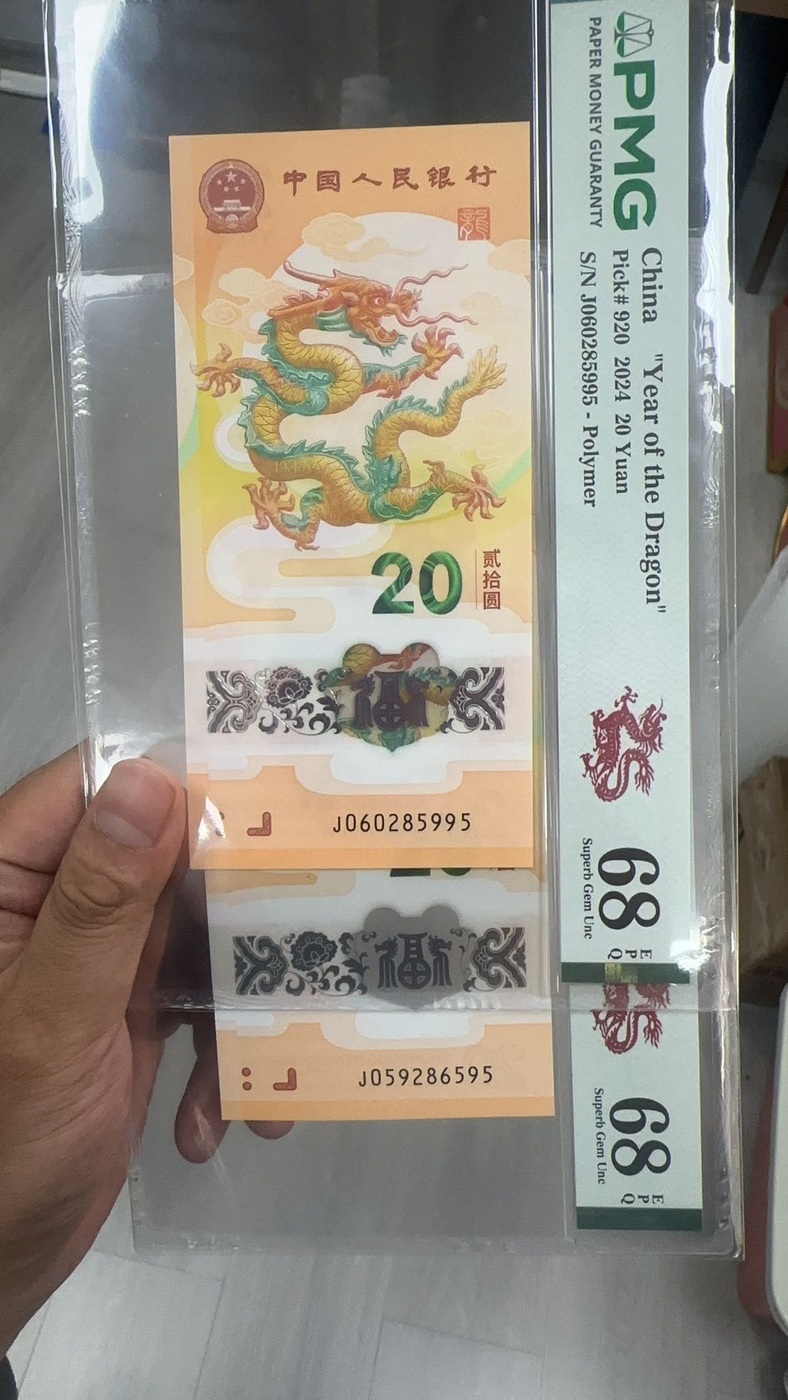 中国人民银行
龍
20
贰拾圆
福
J060285995
PMG
PAPER MONEY GUARANTY
China "Year of the Dragon"
Pick# 920 2024 20 Yuan
S/N J060285995 - Polymer
68
EPQ
Superb Gem Unc
福
J059286595
68
EPQ
Superb Gem Unc